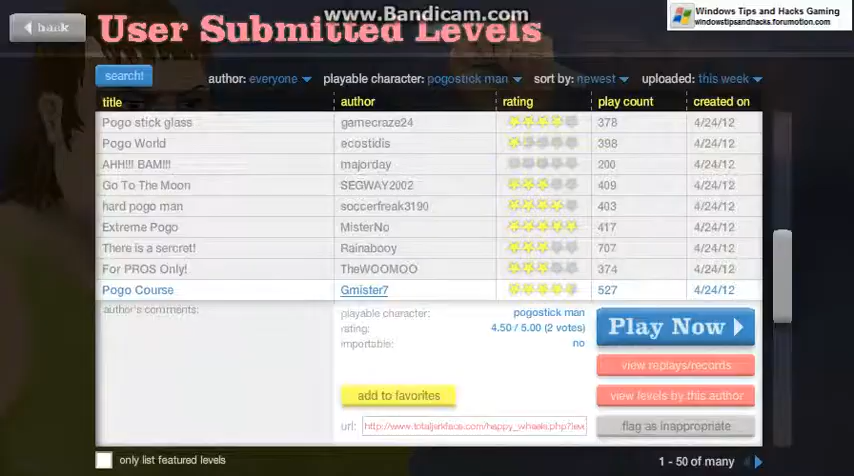 www.Bandicam.com
Windows Tips and Hacks Gaming
windowstipsandhacks.forumotion.com
back
User Submitted Levels
search! author: everyone playable character: pogostick man sort by: newest uploaded: this week
title author rating play count created on
Pogo stick glass gamecraze24 378 4/24/12
Pogo World ecostidis 398 4/24/12
AHH!!! BAM!!! majorday 200 4/24/12
Go To The Moon SEGWAY2002 409 4/24/12
hard pogo man soccerfreak3190 403 4/24/12
Extreme Pogo MisterNo 417 4/24/12
There is a sercret! Rainabooy 707 4/24/12
For PROS Only! TheWOOMOO 374 4/24/12
Pogo Course Gmister7 527 4/24/12
author's comments:
playable character: pogostick man
rating: 4.50 / 5.00 (2 votes)
importable: no
Play Now
view replays/records
add to favorites
view levels by this author
url: http://www.totaljerkface.com/happy_wheels.php?lev
flag as inappropriate
only list featured levels
1 - 50 of many